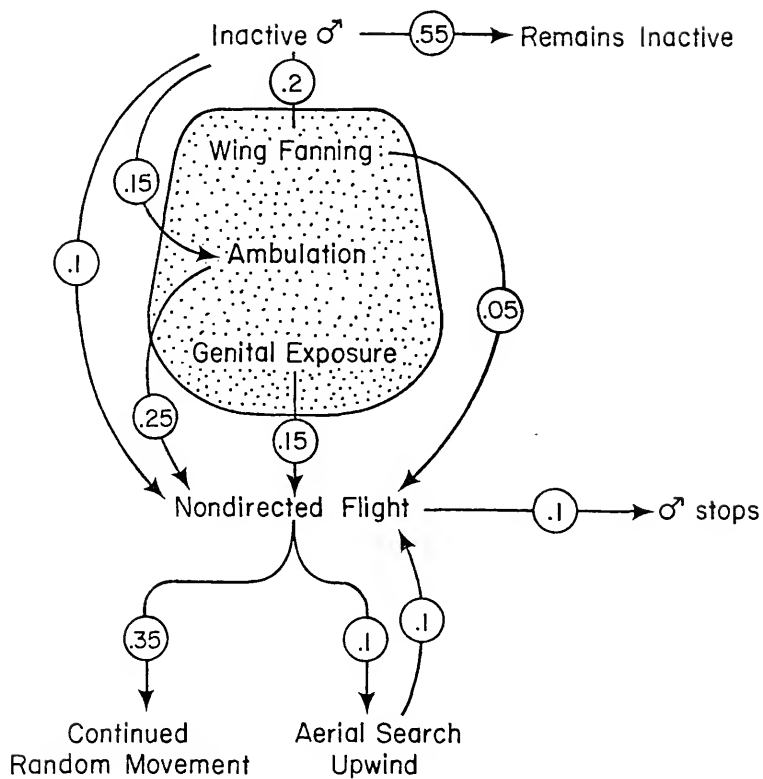 Inactive ♂ .55 Remains Inactive
.2
Wing Fanning
.15
.1
Ambulation
.05
Genital Exposure
.25
.15
Nondirected Flight .1 ♂ stops
.35 .1 .1
Continued
Random Movement
Aerial Search
Upwind